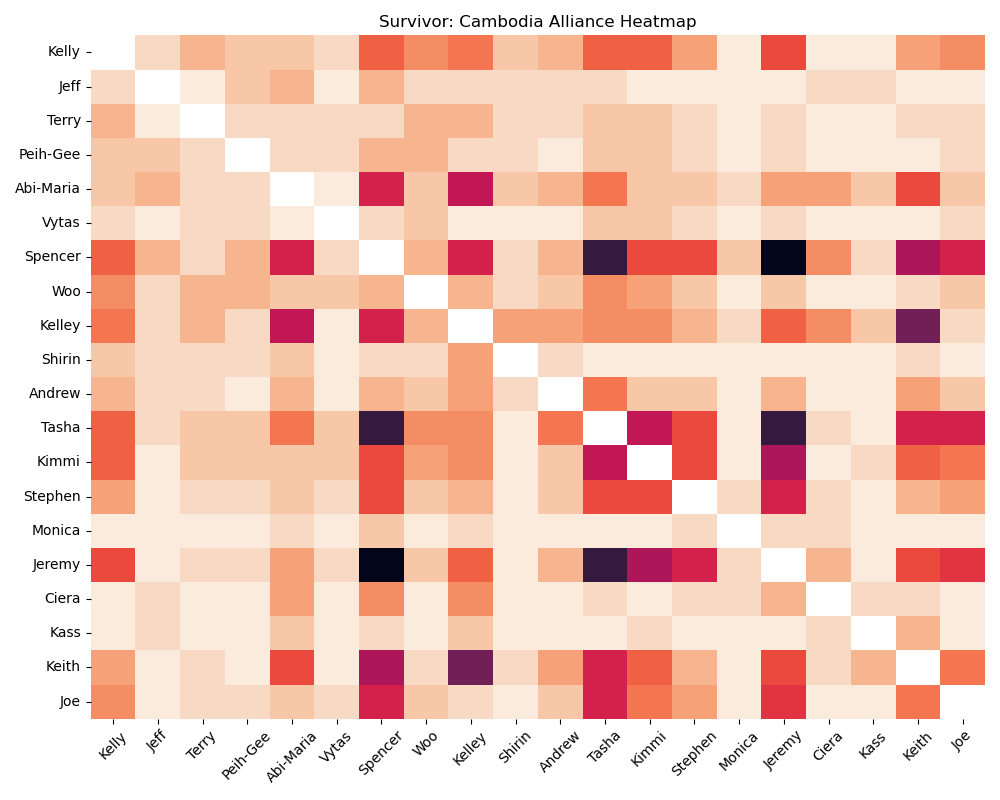 Survivor: Cambodia Alliance Heatmap
Kelly
Jeff
Terry
Peih-Gee
Abi-Maria
Vytas
Spencer
Woo
Kelley
Shirin
Andrew
Tasha
Kimmi
Stephen
Monica
Jeremy
Ciera
Kass
Keith
Joe
Kelly Jeff Terry Peih-Gee Abi-Maria Vytas Spencer Woo Kelley Shirin Andrew Tasha Kimmi Stephen Monica Jeremy Ciera Kass Keith Joe